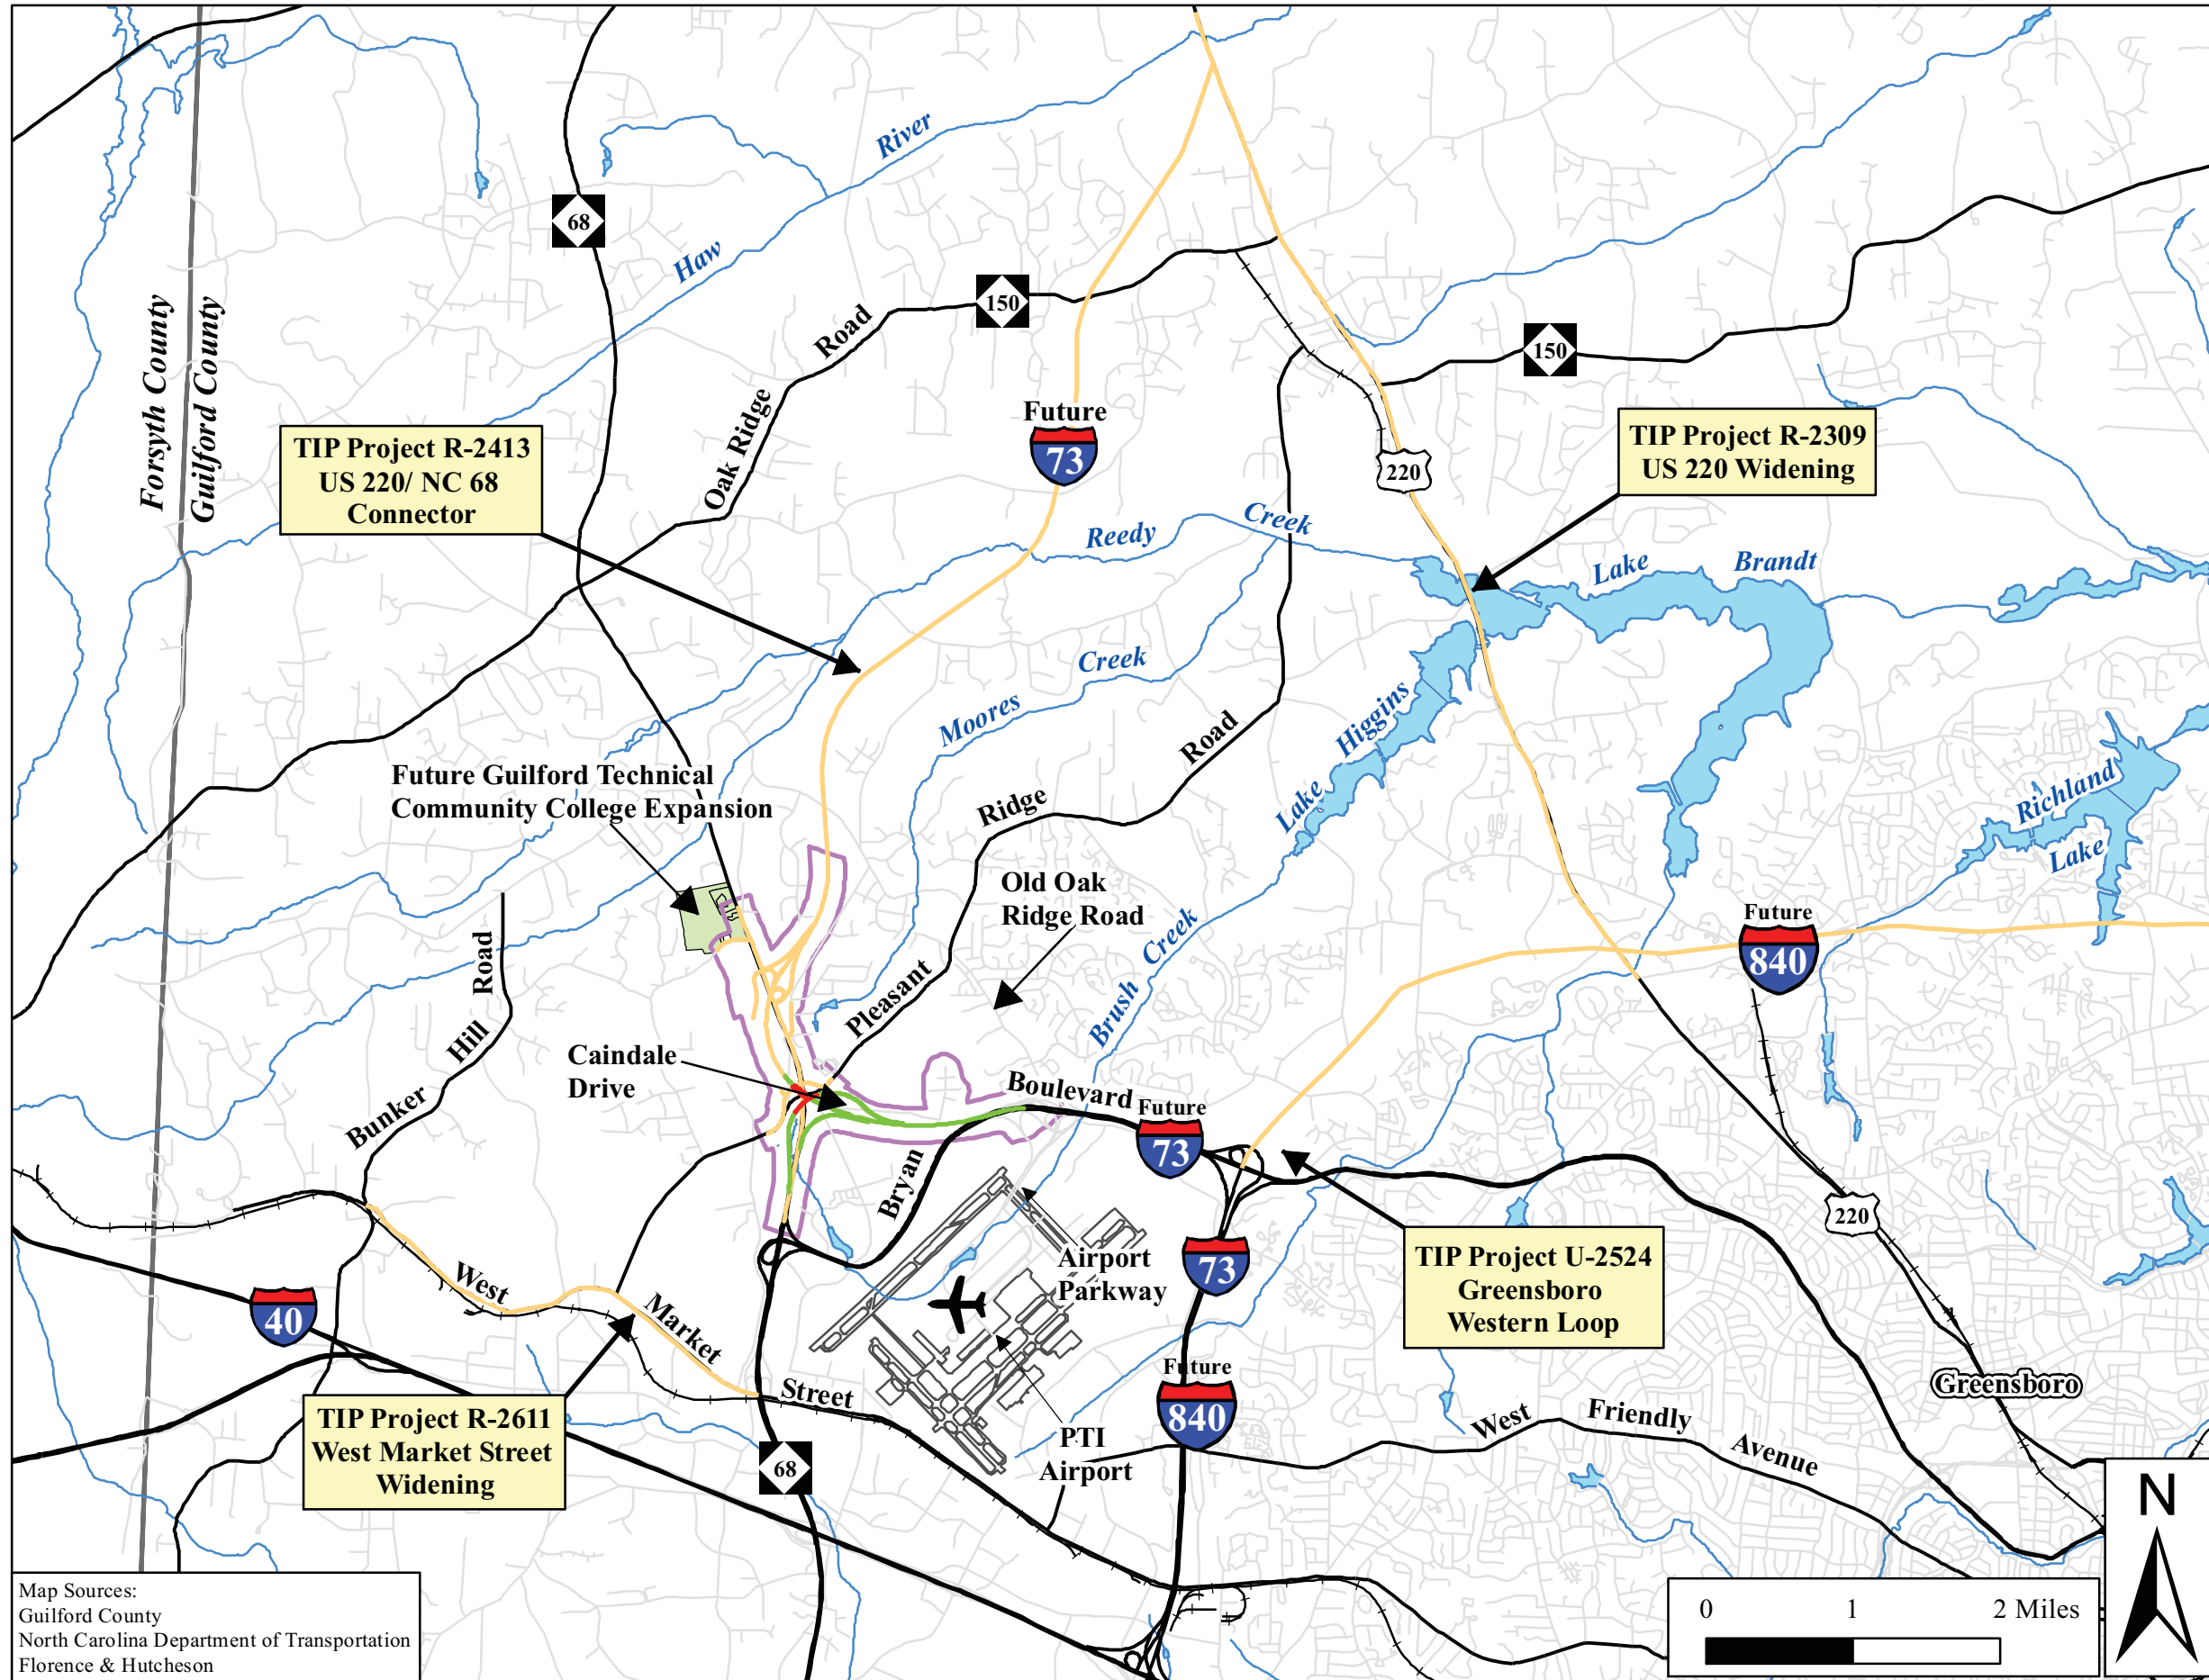 River
68
Haw
Forsyth County
Guilford County
Oak Ridge Road
150
150
Future
73
TIP Project R-2413
US 220/ NC 68
Connector
TIP Project R-2309
US 220 Widening
220
Reedy Creek
Lake Brandt
Moores Creek
Lake Higgins
Pleasant Ridge Road
Richland
Lake
Future Guilford Technical
Community College Expansion
Old Oak
Ridge Road
Brush Creek
Future
840
Bunker Hill Road
Caindale
Drive
Bryan Boulevard
Future
73
220
73
Airport
Parkway
TIP Project U-2524
Greensboro
Western Loop
40
West Market Street
Future
840
Greensboro
TIP Project R-2611
West Market Street
Widening
68
PTI
Airport
West Friendly Avenue
N
Map Sources:
Guilford County
North Carolina Department of Transportation
Florence & Hutcheson
0 1 2 Miles